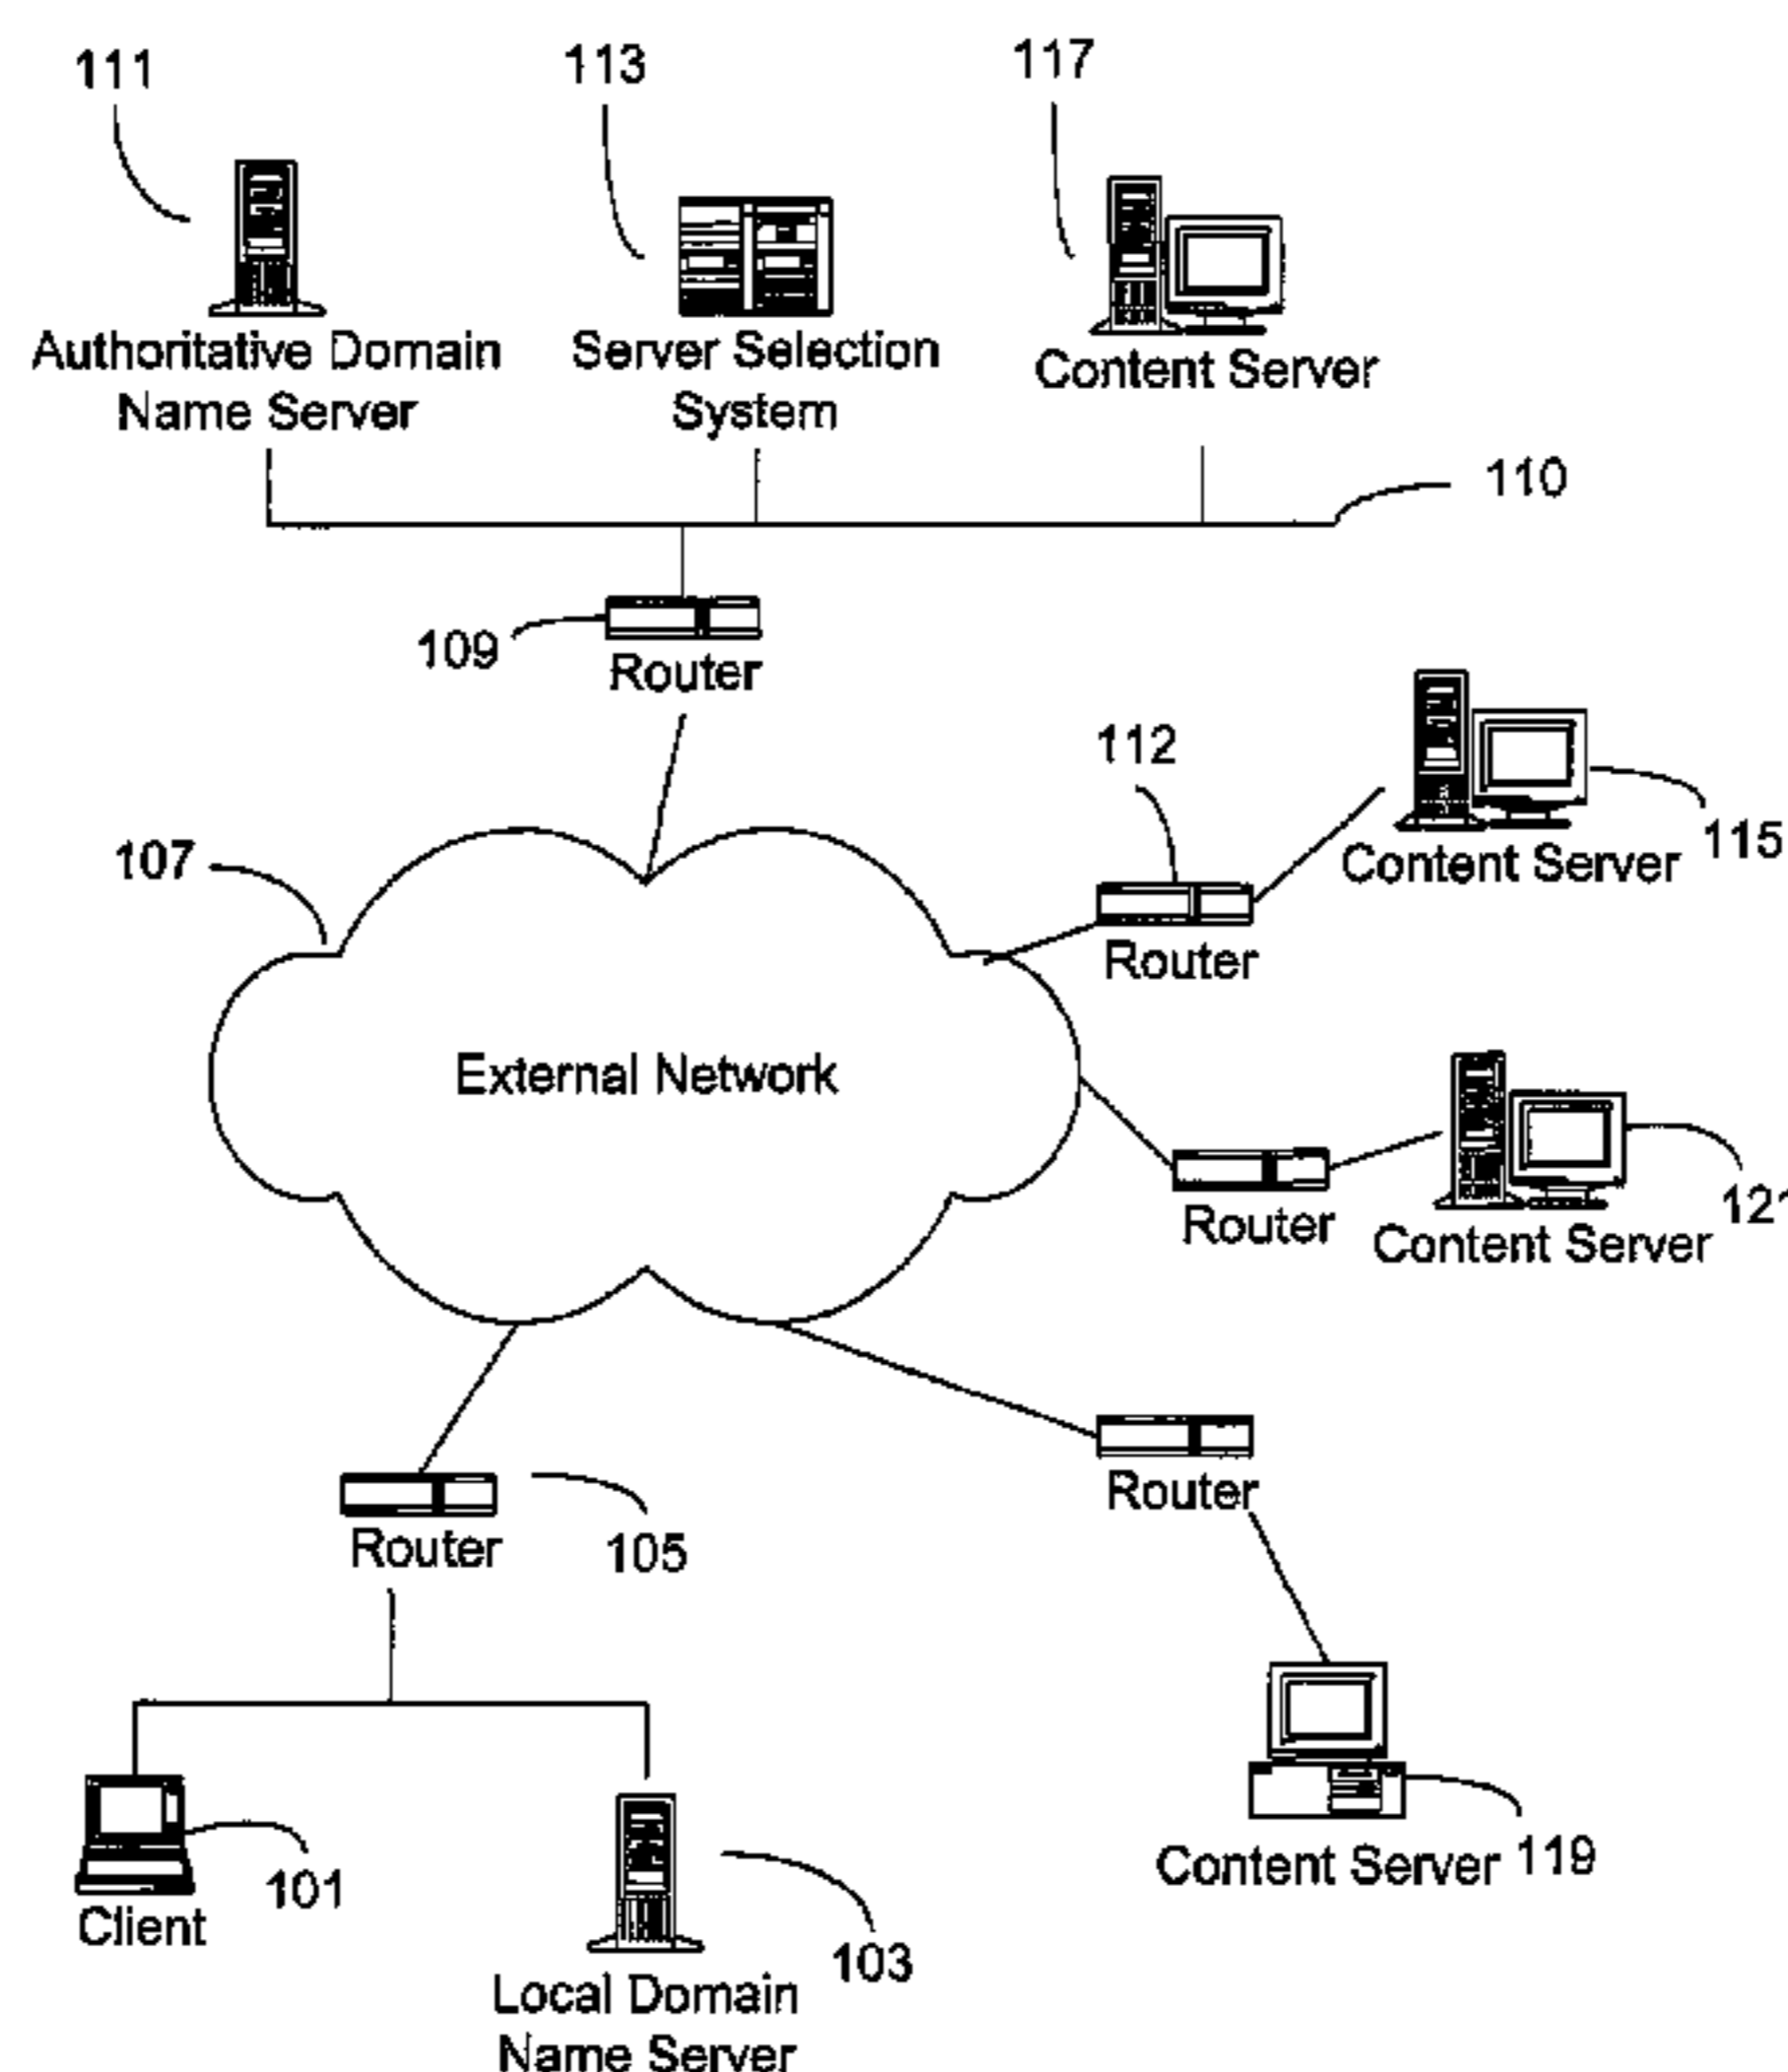 111
113
117
Authoritative Domain
Name Server
Server Selection
System
Content Server
110
109
Router
112
115
Content Server
107
Router
External Network
121
Router
Content Server
Router
Router
105
101
Client
103
Content Server 119
Local Domain
Name Server